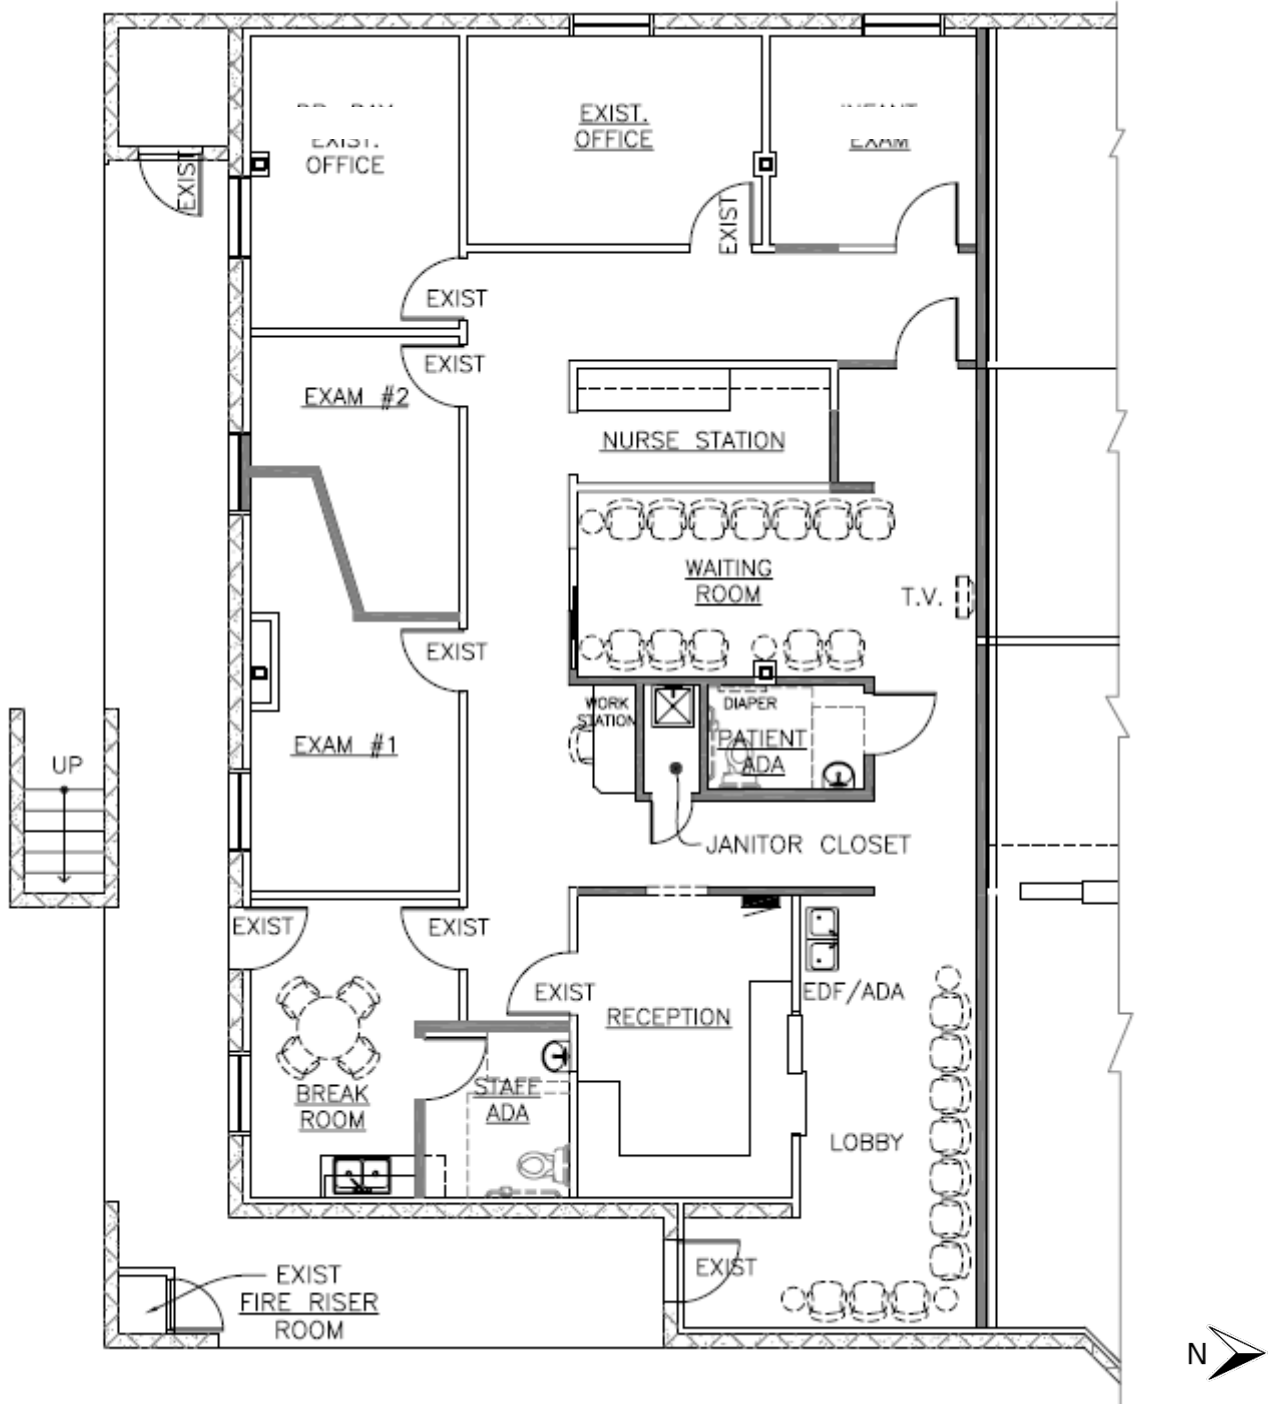 EXIST.
OFFICE
EXIST.
OFFICE
EXAM
EXIST
EXIST
EXIST
EXIST
EXAM #2
NURSE STATION
WAITING
ROOM
T.V.
EXIST
WORK
STATION
DIAPER
PATIENT
ADA
EXAM #1
UP
JANITOR CLOSET
EXIST
EXIST
EXIST
RECEPTION
EDF/ADA
BREAK
ROOM
STAFF
ADA
LOBBY
EXIST
EXIST
FIRE RISER
ROOM
N